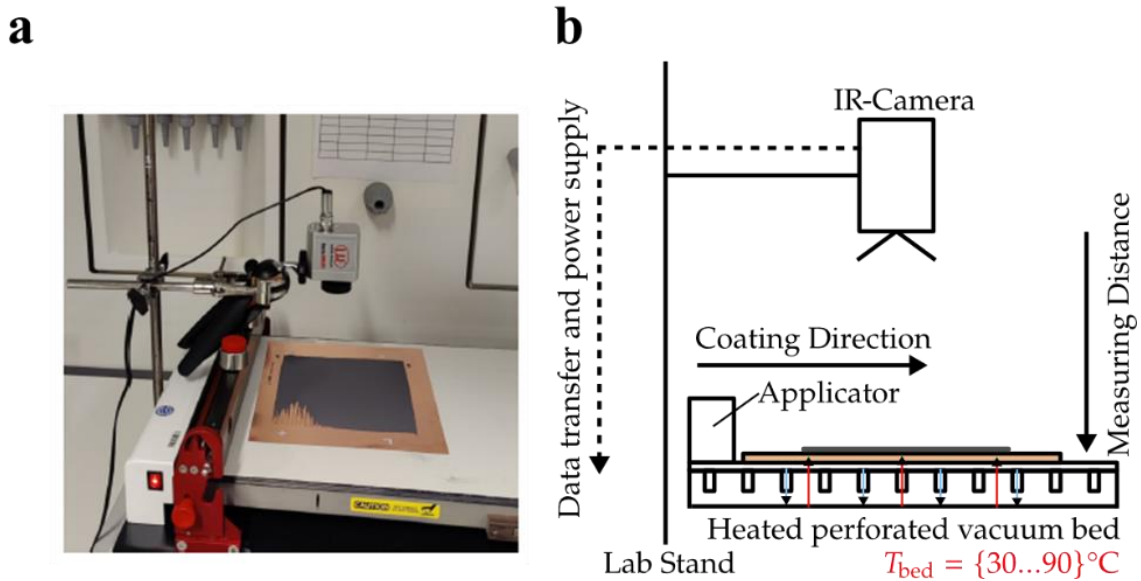 a
b
IR-Camera
Data transfer and power supply
Measuring Distance
Coating Direction
Applicator
Heated perforated vacuum bed
Lab Stand
T_bed = {30...90}°C
CAUTION